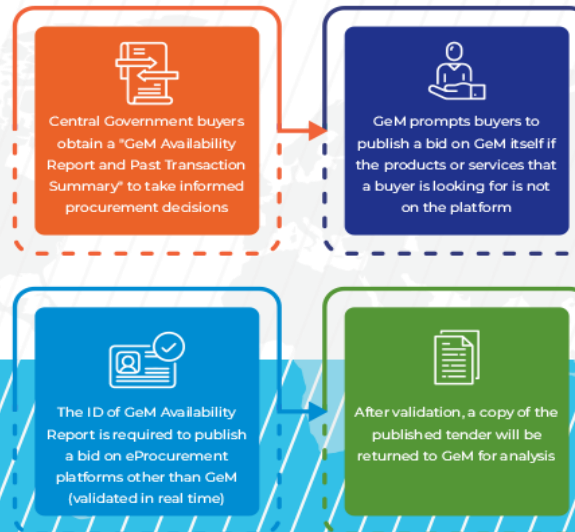 Central Government buyers
obtain a "GeM Availability
Report and Past Transaction
Summary" to take informed
procurement decisions
GeM prompts buyers to
publish a bid on GeM itself if
the products or services that
a buyer is looking for is not
on the platform
The ID of GeM Availability
Report is required to publish
a bid on eProcurement
platforms other than GeM
(validated in real time)
After validation, a copy of the
published tender will be
returned to GeM for analysis